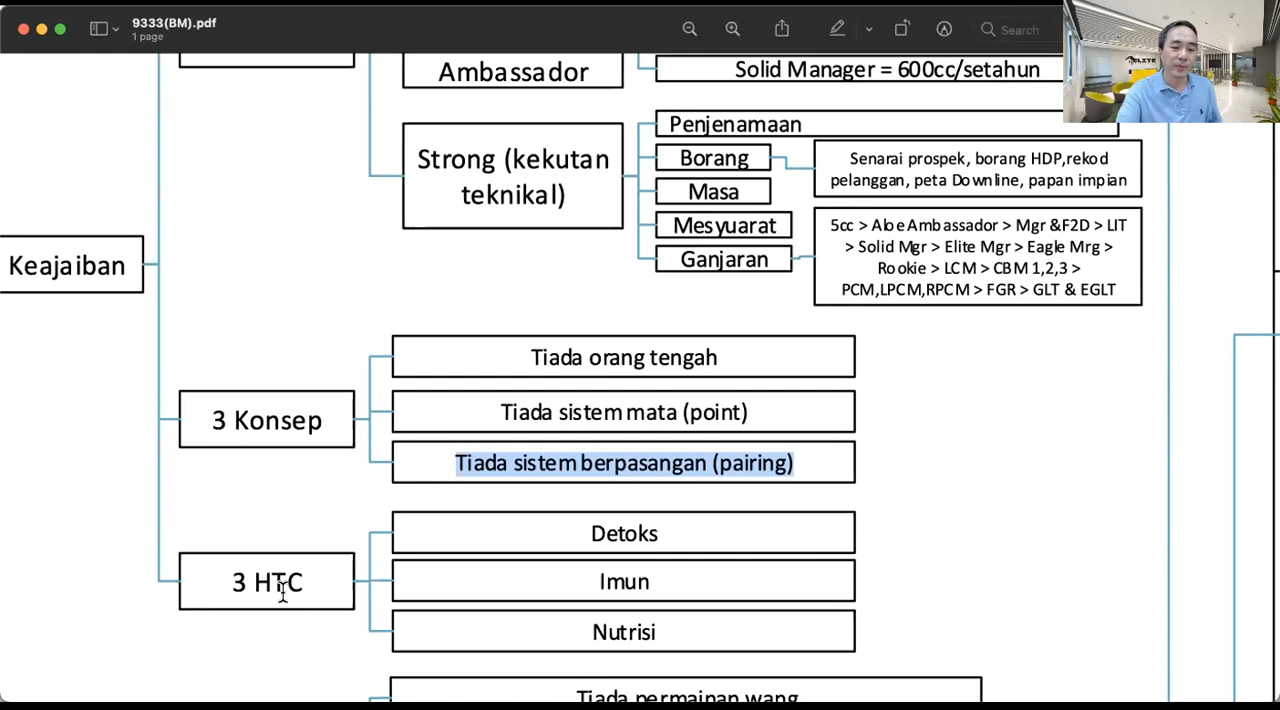 9333(BM).pdf
1 page
Search
ELITE
Ambassador
Solid Manager = 600cc/setahun
Strong (kekutan
teknikal)
Penjenamaan
Borang
Senarai prospek, borang HDP,rekod
pelanggan, peta Downline, papan impian
Masa
Mesyuarat
Ganjaran
5cc > Aloe Ambassador > Mgr &F2D > LIT
> Solid Mgr > Elite Mgr > Eagle Mrg >
Rookie > LCM > CBM 1,2,3 >
PCM,LPCM,RPCM > FGR > GLT & EGLT
Keajaiban
3 Konsep
Tiada orang tengah
Tiada sistem mata (point)
Tiada sistem berpasangan (pairing)
3 HTC
Detoks
Imun
Nutrisi
Tiada permainan wang